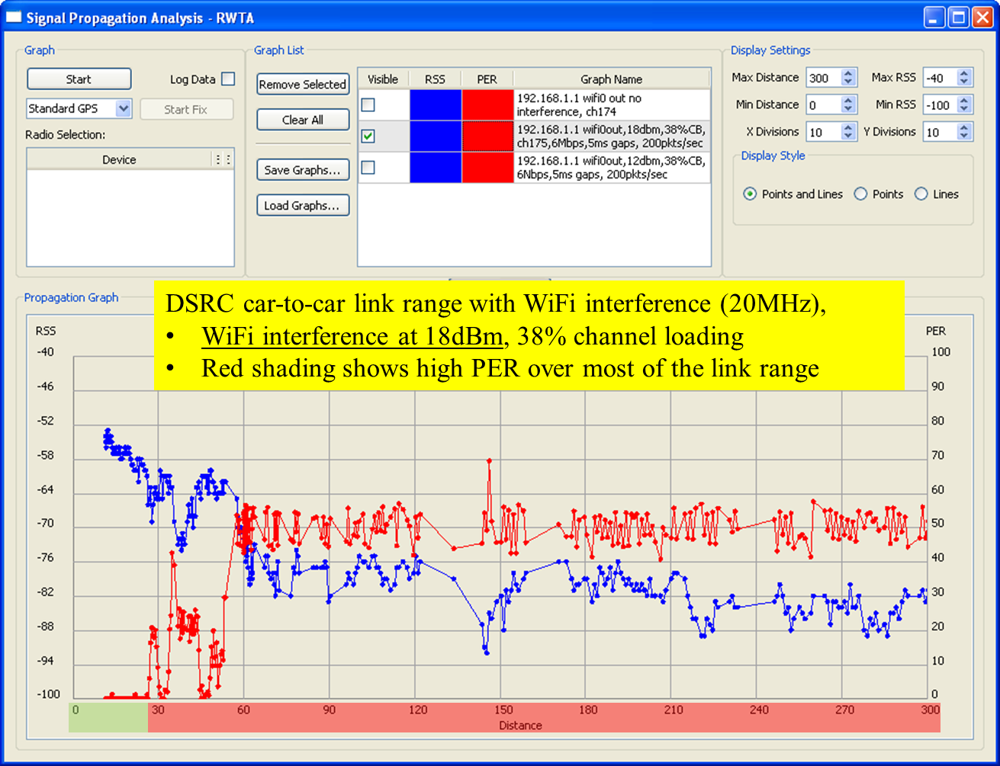 Signal Propagation Analysis - RWTA
Graph
Start
Log Data
Standard GPS
Start Fix
Radio Selection:
Device
Graph List
Remove Selected
Clear All
Save Graphs...
Load Graphs...
Visible RSS PER Graph Name
192.168.1.1 wifi0 out no
interference, ch174
192.168.1.1 wifi0out,18dbm,38%CB,
ch175,6Mbps,5ms gaps, 200pkts/sec
192.168.1.1 wifi0out,12dbm,38%CB,
6Nbps,5ms gaps, 200pkts/sec
Display Settings
Max Distance 300 Max RSS -40
Min Distance 0 Min RSS -100
X Divisions 10 Y Divisions 10
Display Style
Points and Lines Points Lines
Propagation Graph
DSRC car-to-car link range with WiFi interference (20MHz),
• WiFi interference at 18dBm, 38% channel loading
• Red shading shows high PER over most of the link range
RSS PER
-40 100
-46 90
-52 80
-58 70
-64 60
-70 50
-76 40
-82 30
-88 20
-94 10
-100 0
0 30 60 90 120 150 180 210 240 270 300
Distance